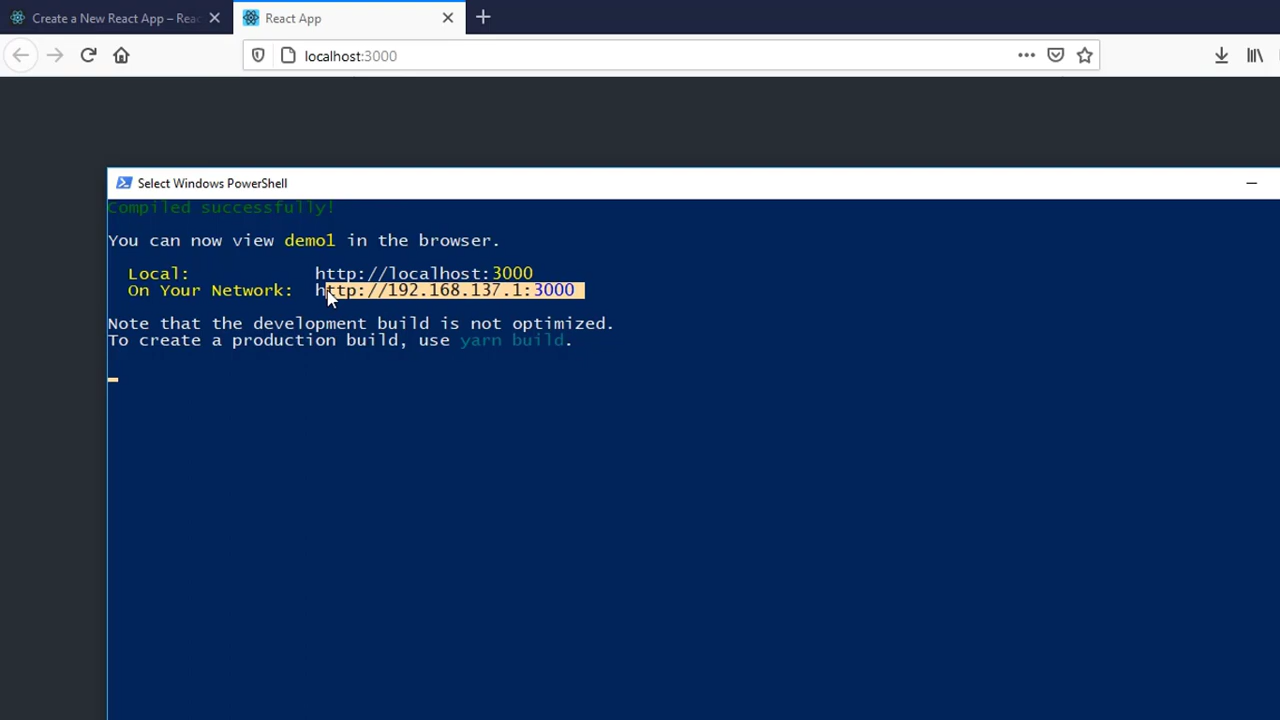 Create a New React App – Reac
React App
localhost:3000
Select Windows PowerShell
Compiled successfully!
You can now view demo1 in the browser.
Local: http://localhost:3000
On Your Network: http://192.168.137.1:3000
Note that the development build is not optimized.
To create a production build, use yarn build.